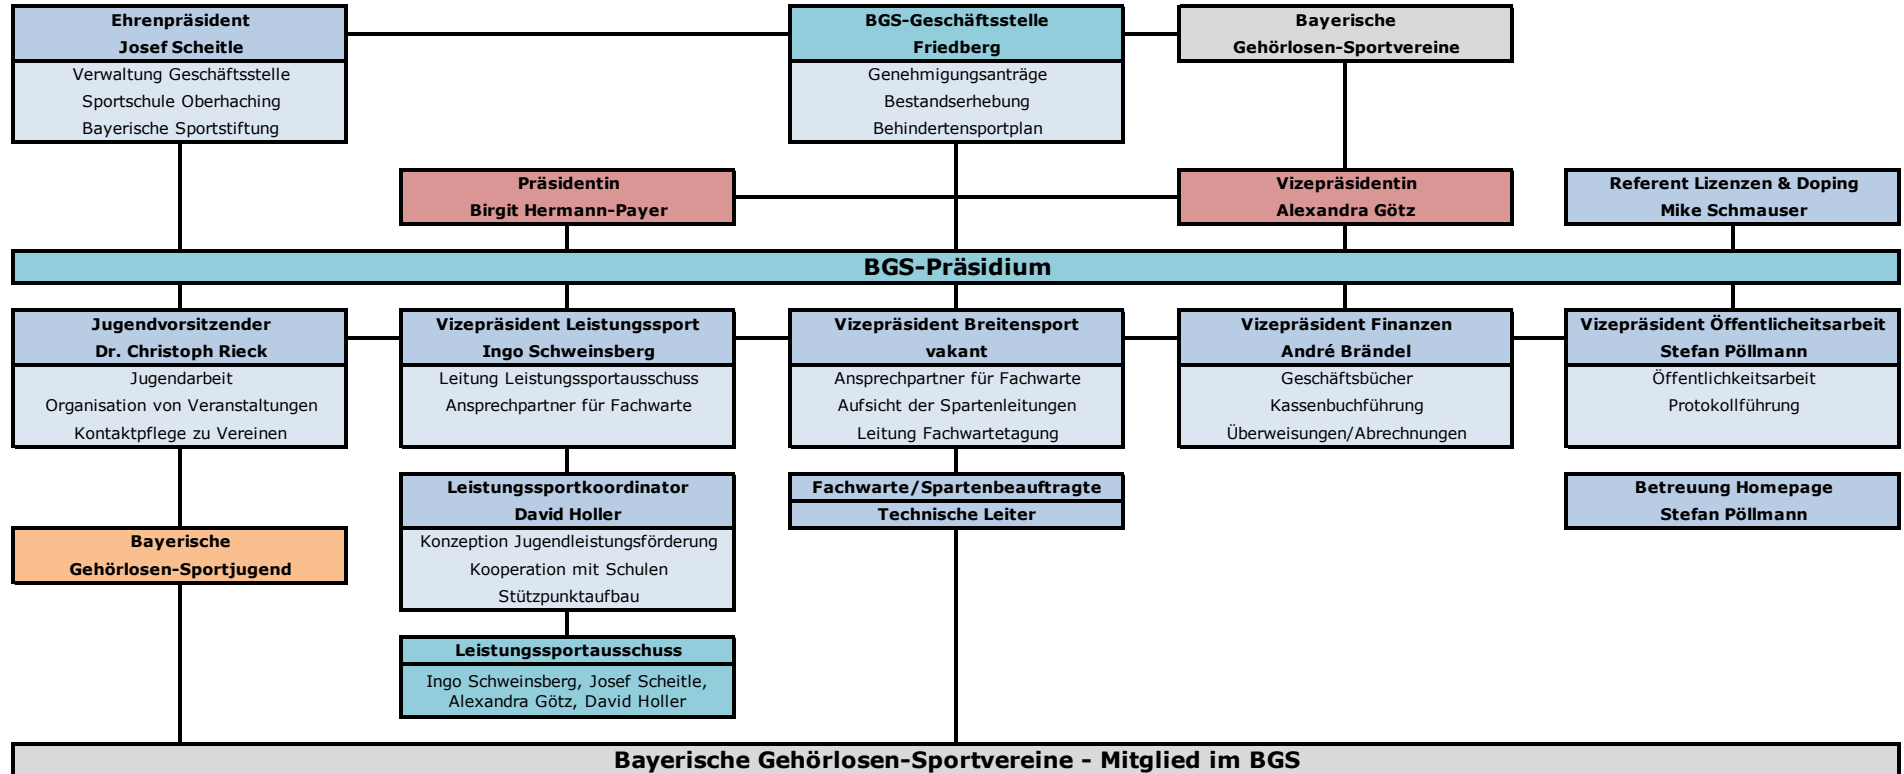 Ehrenpräsident
Josef Scheitle
Verwaltung Geschäftsstelle
Sportschule Oberhaching
Bayerische Sportstiftung
BGS-Geschäftsstelle
Friedberg
Genehmigungsanträge
Bestandserhebung
Behindertensportplan
Bayerische
Gehörlosen-Sportvereine
Präsidentin
Birgit Hermann-Payer
Vizepräsidentin
Alexandra Götz
Referent Lizenzen & Doping
Mike Schmauser
BGS-Präsidium
Jugendvorsitzender
Dr. Christoph Rieck
Jugendarbeit
Organisation von Veranstaltungen
Kontaktpflege zu Vereinen
Vizepräsident Leistungssport
Ingo Schweinsberg
Leitung Leistungssportausschuss
Ansprechpartner für Fachwarte
Vizepräsident Breitensport
vakant
Ansprechpartner für Fachwarte
Aufsicht der Spartenleitungen
Leitung Fachwartetagung
Vizepräsident Finanzen
André Brändel
Geschäftsbücher
Kassenbuchführung
Überweisungen/Abrechnungen
Vizepräsident Öffentlicheitsarbeit
Stefan Pöllmann
Öffentlichkeitsarbeit
Protokollführung
Leistungssportkoordinator
David Holler
Konzeption Jugendleistungsförderung
Kooperation mit Schulen
Stützpunktaufbau
Fachwarte/Spartenbeauftragte
Technische Leiter
Betreuung Homepage
Stefan Pöllmann
Bayerische
Gehörlosen-Sportjugend
Leistungssportausschuss
Ingo Schweinsberg, Josef Scheitle,
Alexandra Götz, David Holler
Bayerische Gehörlosen-Sportvereine - Mitglied im BGS